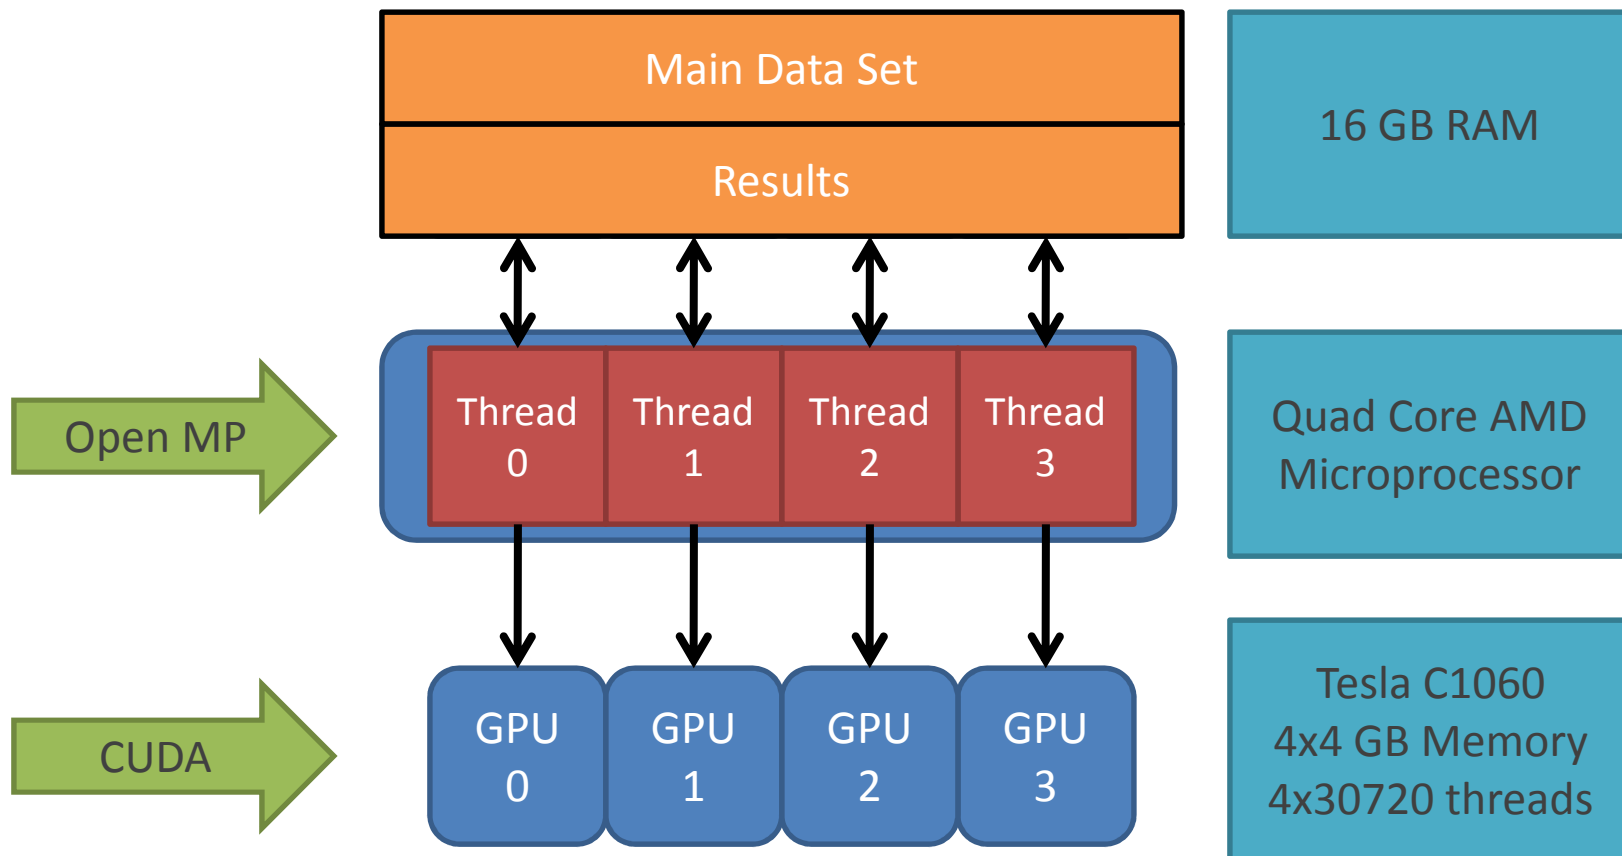 Main Data Set
16 GB RAM
Results
Open MP
Thread
0
Thread
1
Thread
2
Thread
3
Quad Core AMD
Microprocessor
CUDA
GPU
0
GPU
1
GPU
2
GPU
3
Tesla C1060
4x4 GB Memory
4x30720 threads